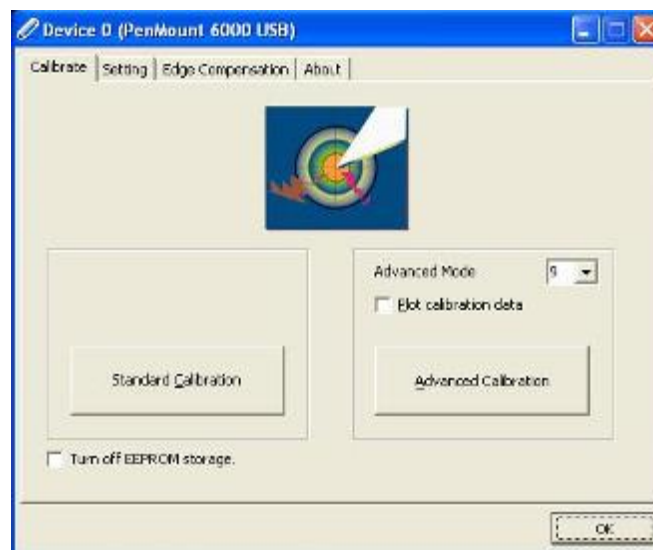 Device 0 (PenMount 6000 USB)
Calibrate Setting Edge Compensation About
Advanced Mode 9
Plot calibration data
Standard Calibration Advanced Calibration
Turn off EEPROM storage.
OK